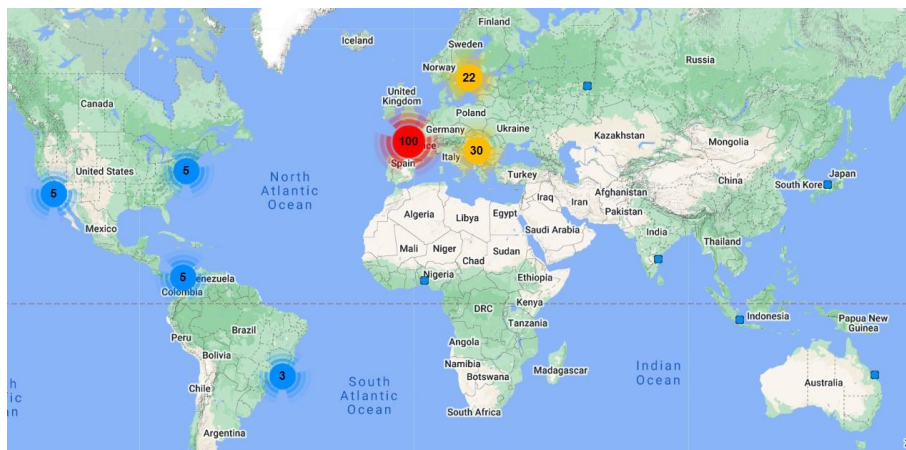 Finland
Iceland
Sweden
Russia
Norway
22
United
Kingdom
Canada
Poland
Germany
Ukraine
100
Kazakhstan
Mongolia
Italy
30
Spain
United States
5
Turkey
Japan
China
South Kore
5
North
Atlantic
Ocean
Iraq
Iran
Afghanistan
Pakistan
Algeria
Libya
Egypt
Saudi Arabia
Mexico
India
Mali
Niger
Sudan
Thailand
Chad
5
enezuela
Nigeria
Ethiopia
Colombia
DRC
Kenya
Indonesia
Papua New
Guinea
Tanzania
Brazil
Peru
Angola
Bolivia
Namibia
Madagascar
Indian
Ocean
3
Botswana
South
Atlantic
Ocean
Chile
Australia
South Africa
Argentina